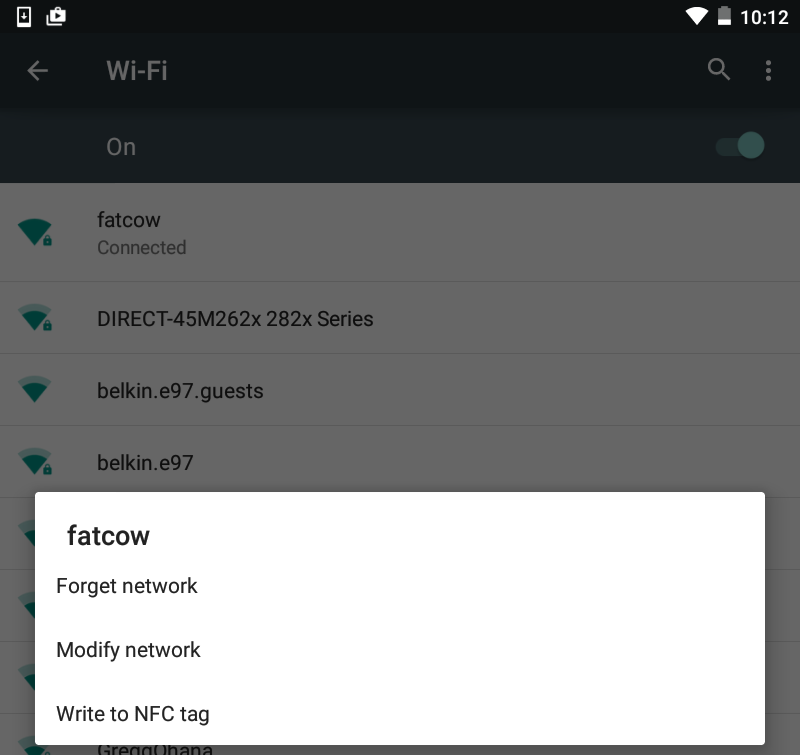 10:12
Wi-Fi
On
fatcow
Connected
DIRECT-45M262x 282x Series
belkin.e97.guests
belkin.e97
fatcow
Forget network
Modify network
Write to NFC tag
GreggOhana